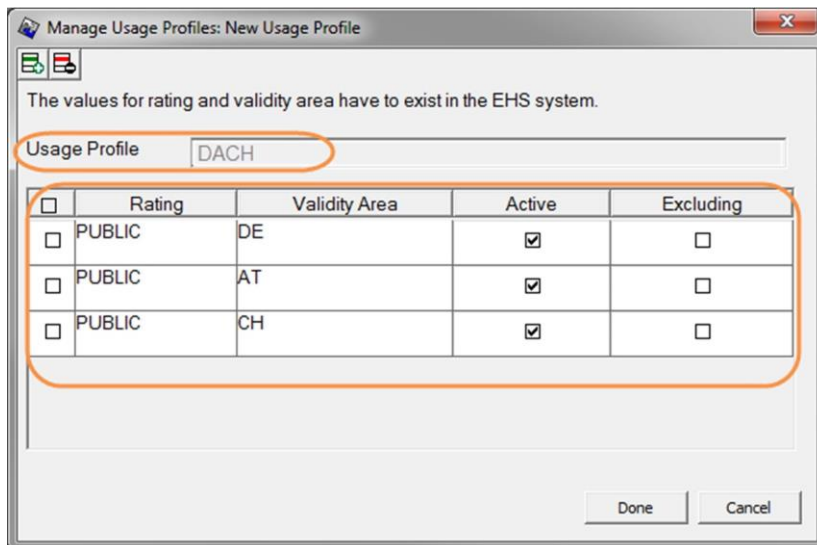 Manage Usage Profiles: New Usage Profile
The values for rating and validity area have to exist in the EHS system.
Usage Profile DACH
Rating Validity Area Active Excluding
PUBLIC DE
PUBLIC AT
PUBLIC CH
Done Cancel